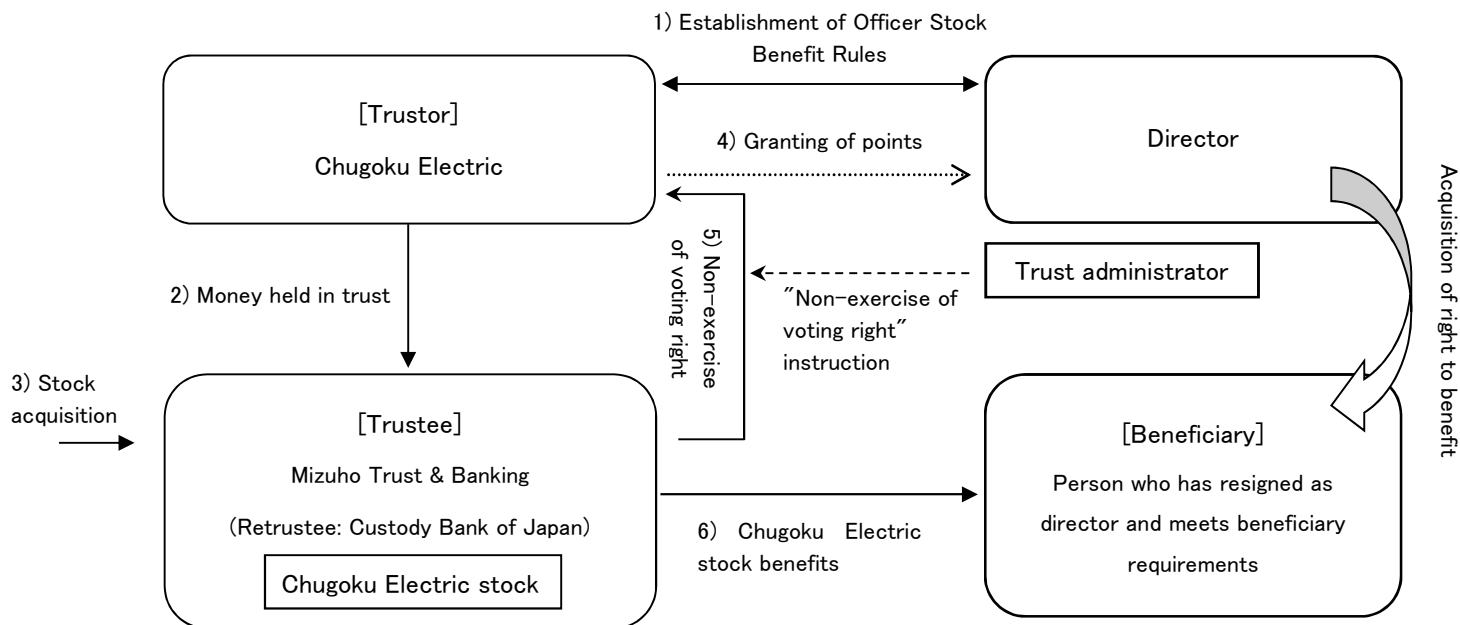 1) Establishment of Officer Stock
Benefit Rules
[Trustor]
Chugoku Electric
Director
4) Granting of points
Acquisition of right to benefit
5) Non-exercise
of voting right
Trust administrator
"Non-exercise of
voting right"
instruction
2) Money held in trust
3) Stock
acquisition
[Trustee]
Mizuho Trust & Banking
(Retrustee: Custody Bank of Japan)
Chugoku Electric stock
6) Chugoku Electric
stock benefits
[Beneficiary]
Person who has resigned as
director and meets beneficiary
requirements